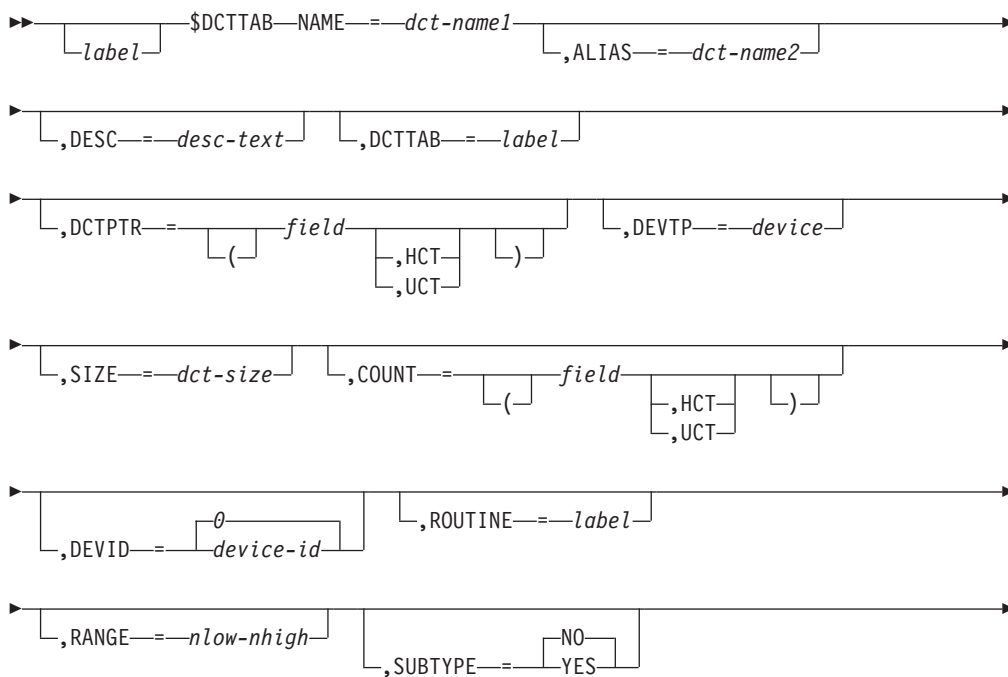 $DCTTAB NAME = dct-name1
label ,ALIAS = dct-name2
,DESC = desc-text ,DCTTAB = label
,DCTPTR = field ,DEVTP = device
( ,HCT )
,UCT
,SIZE = dct-size ,COUNT = field
( ,HCT )
,UCT
0 ,ROUTINE = label
,DEVID = device-id
,RANGE = nlow-nhigh NO
,SUBTYPE = YES